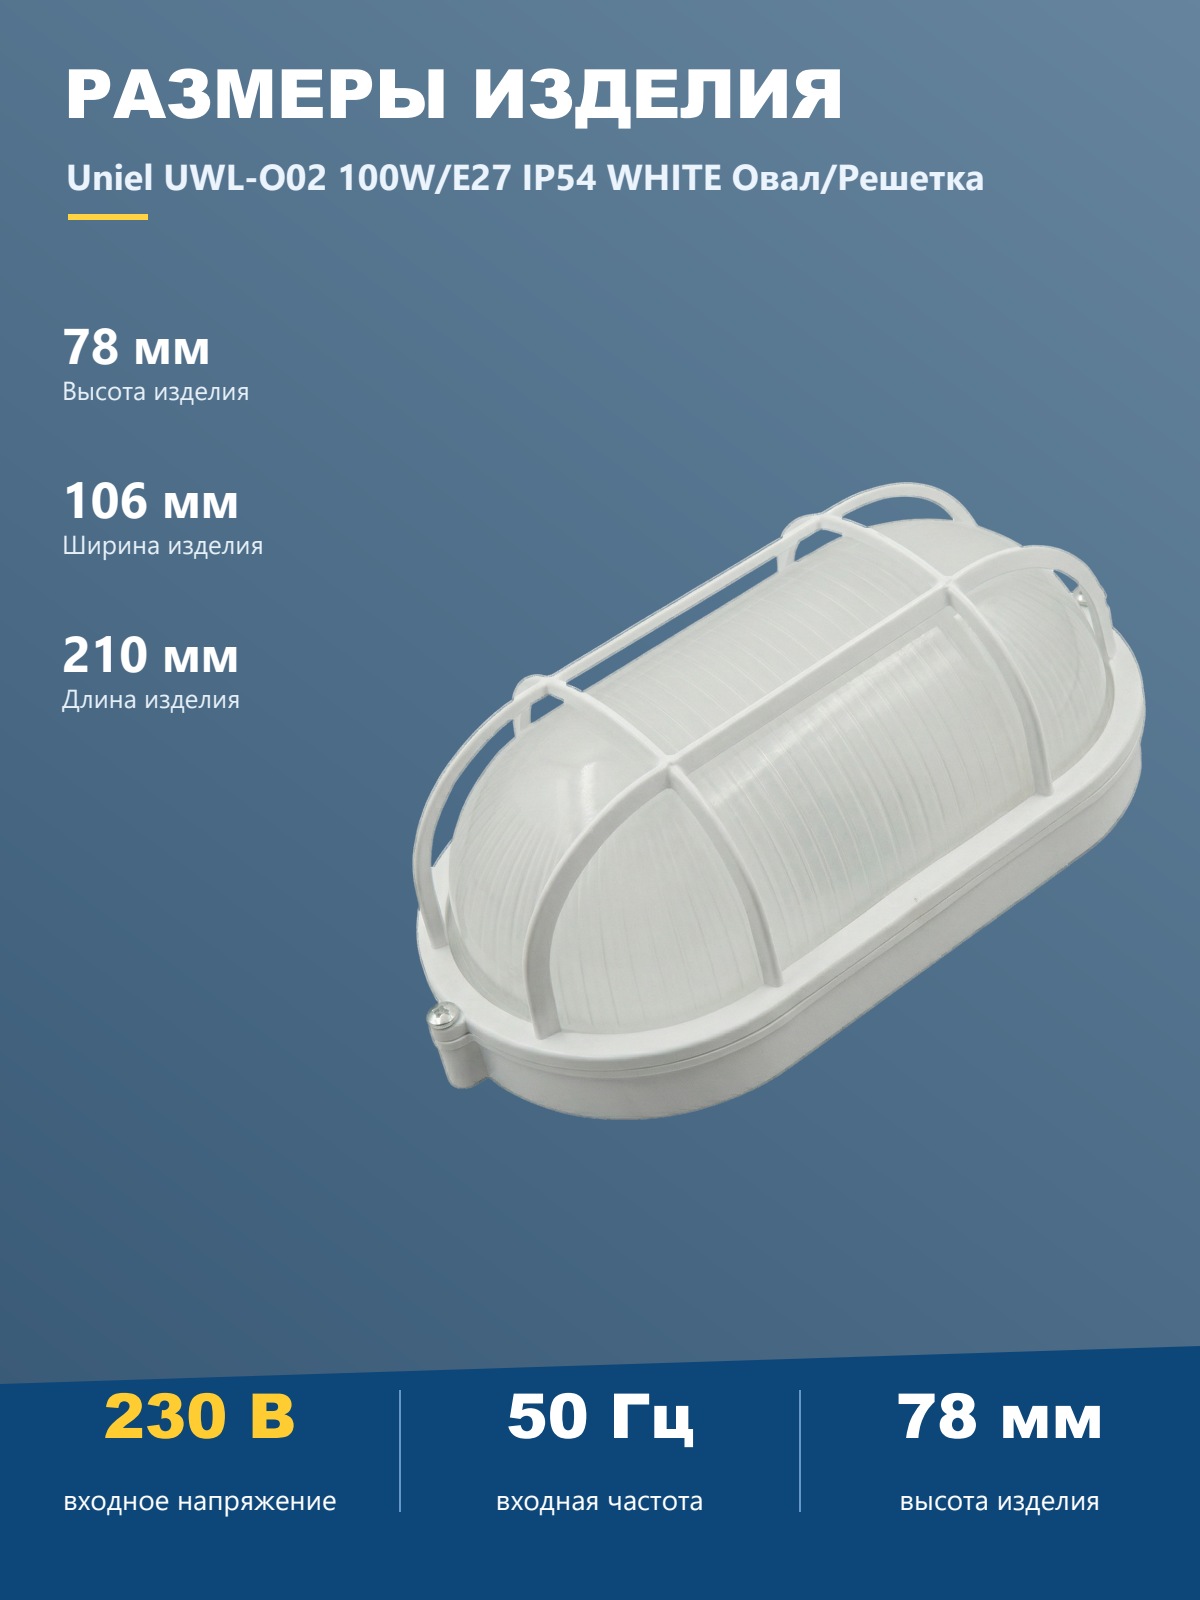 РАЗМЕРЫ ИЗДЕЛИЯ
Uniel UWL-O02 100W/E27 IP54 WHITE Овал/Решетка
78 мм
Высота изделия
106 мм
Ширина изделия
210 мм
Длина изделия
230 В
входное напряжение
50 Гц
входная частота
78 мм
высота изделия